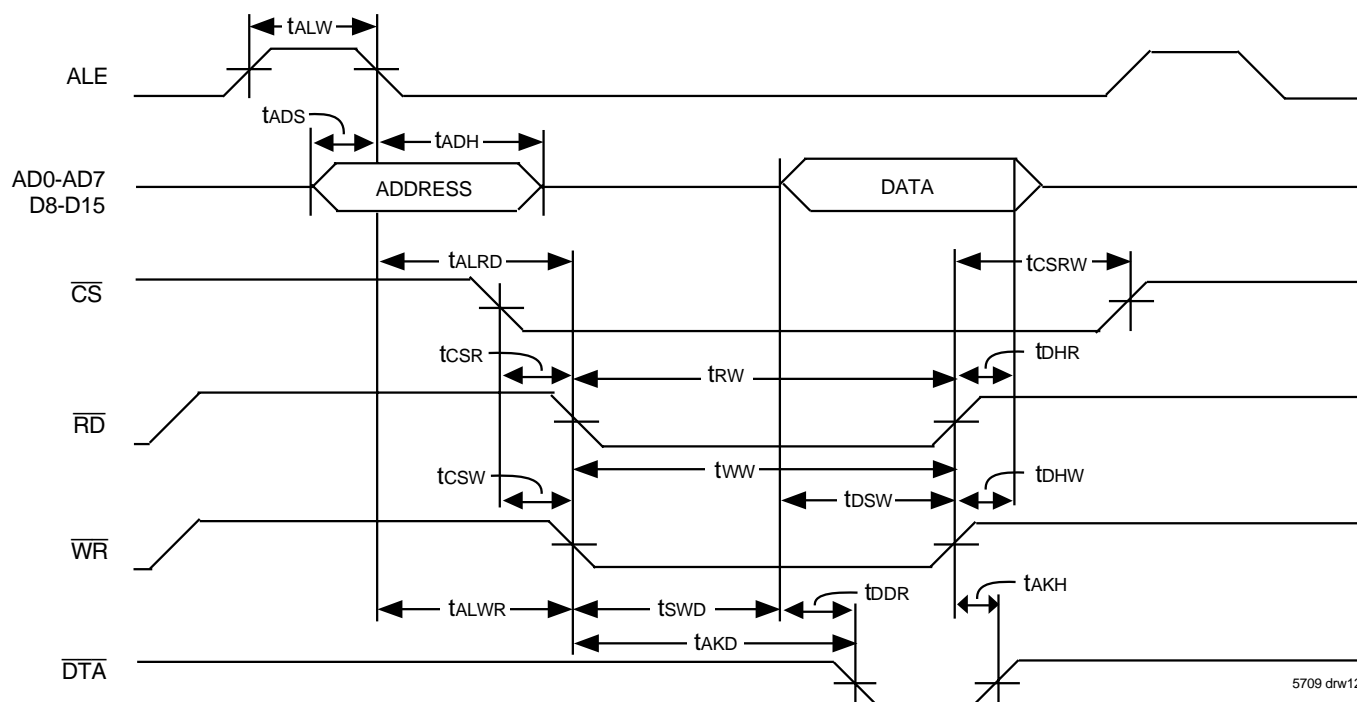 tALW
ALE
tADS
tADH
AD0-AD7
D8-D15
ADDRESS
DATA
tALRD
tCSRW
CS
tCSR
tRW
tDHR
RD
tCSW
tWW
tDHW
tDSW
WR
tALWR
tSWD
tDDR
tAKH
tAKD
DTA
5709 drw12